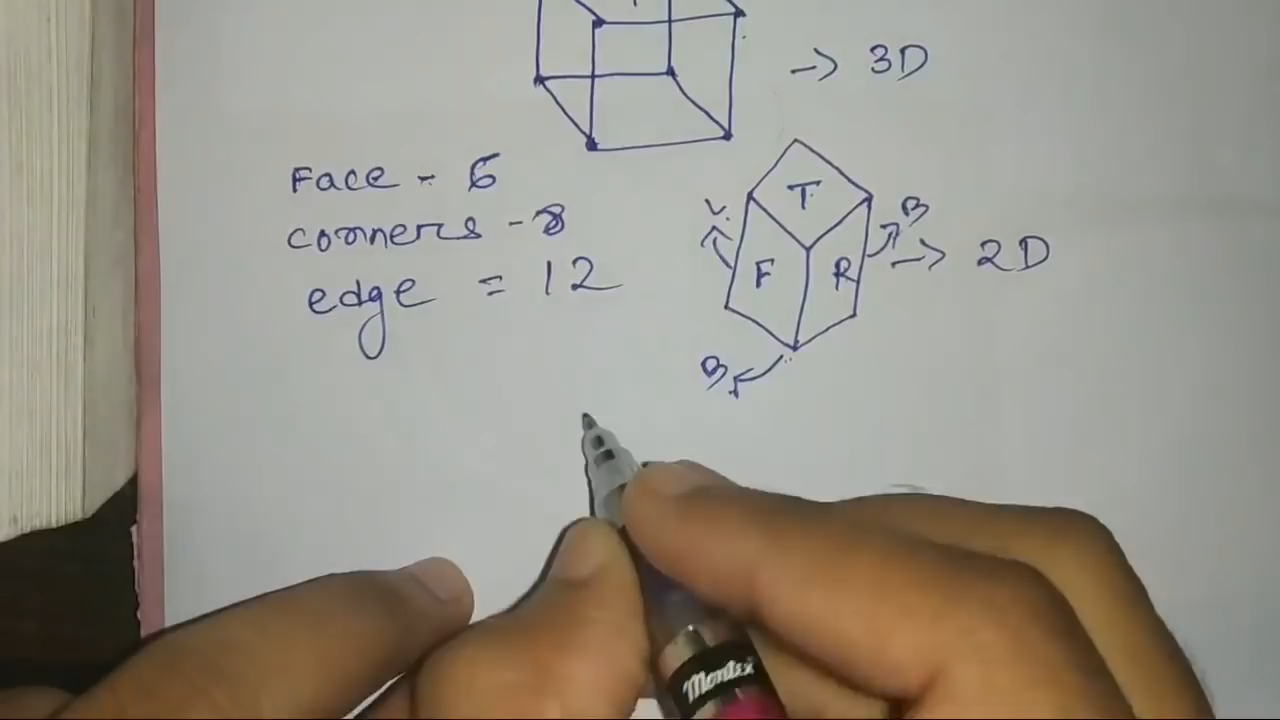 → 3D
Face - 6
corners - 8
edge = 12
T
F
R
B
→ 2D
B
Montex